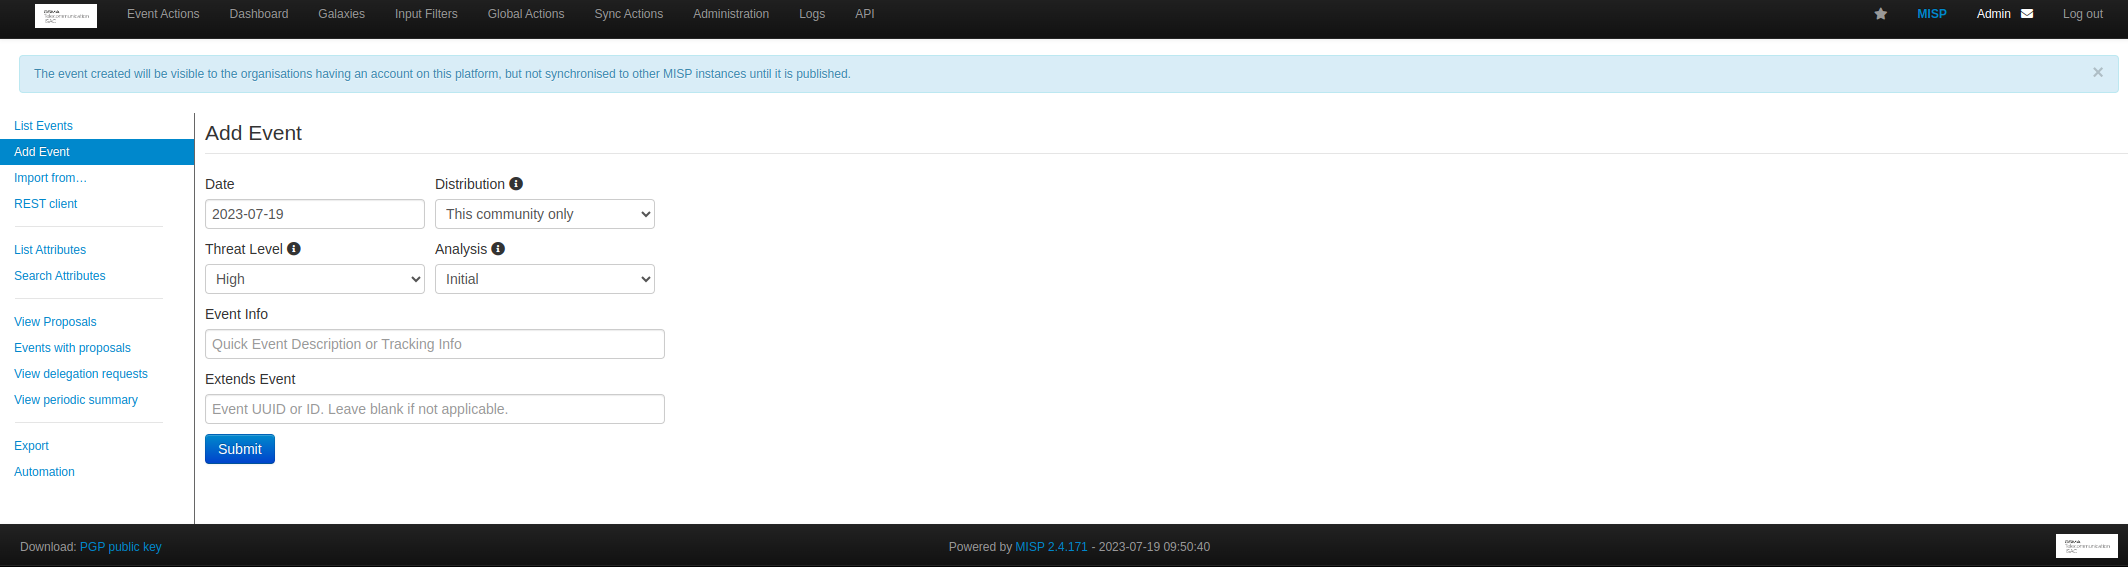 GSMA
Telecommunication
ISAC
Event Actions Dashboard Galaxies Input Filters Global Actions Sync Actions Administration Logs API MISP Admin Log out
The event created will be visible to the organisations having an account on this platform, but not synchronised to other MISP instances until it is published. ×
List Events
Add Event
Import from…
REST client
List Attributes
Search Attributes
View Proposals
Events with proposals
View delegation requests
View periodic summary
Export
Automation
Add Event
Date Distribution
2023-07-19 This community only
Threat Level Analysis
High Initial
Event Info
Quick Event Description or Tracking Info
Extends Event
Event UUID or ID. Leave blank if not applicable.
Submit
Download: PGP public key
Powered by MISP 2.4.171 - 2023-07-19 09:50:40
GSMA
Telecommunication
ISAC